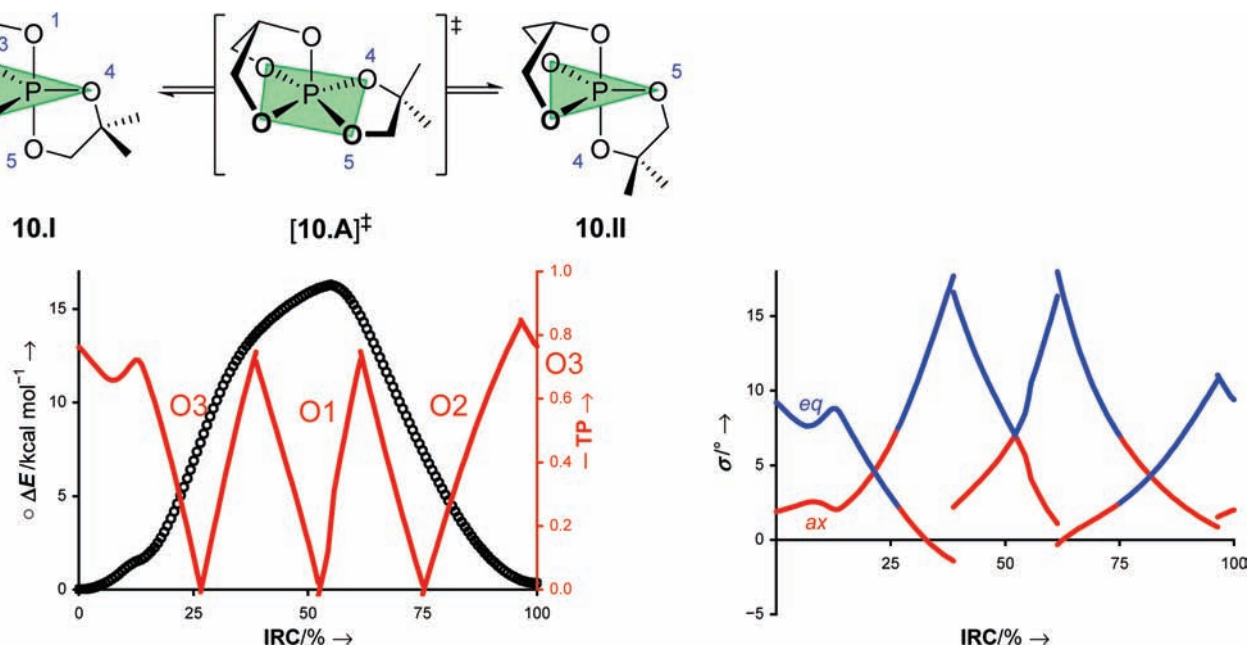 1 ‡
3 O O O
O 4 O O 4 O 5
P O P O P O
O O O
O 5 5 4 O
10.I [10.A]‡ 10.II
1.0
15 15
0.8
O3
10 0.6 10
O3 O1 O2 eq
0.4 5
5
0.2 ax
0 25 50 75 100
0 0.0
0 25 50 75 100 −5
○ ΔE /kcal mol⁻¹ →
— TP →
σ/° →
IRC/% → IRC/% →